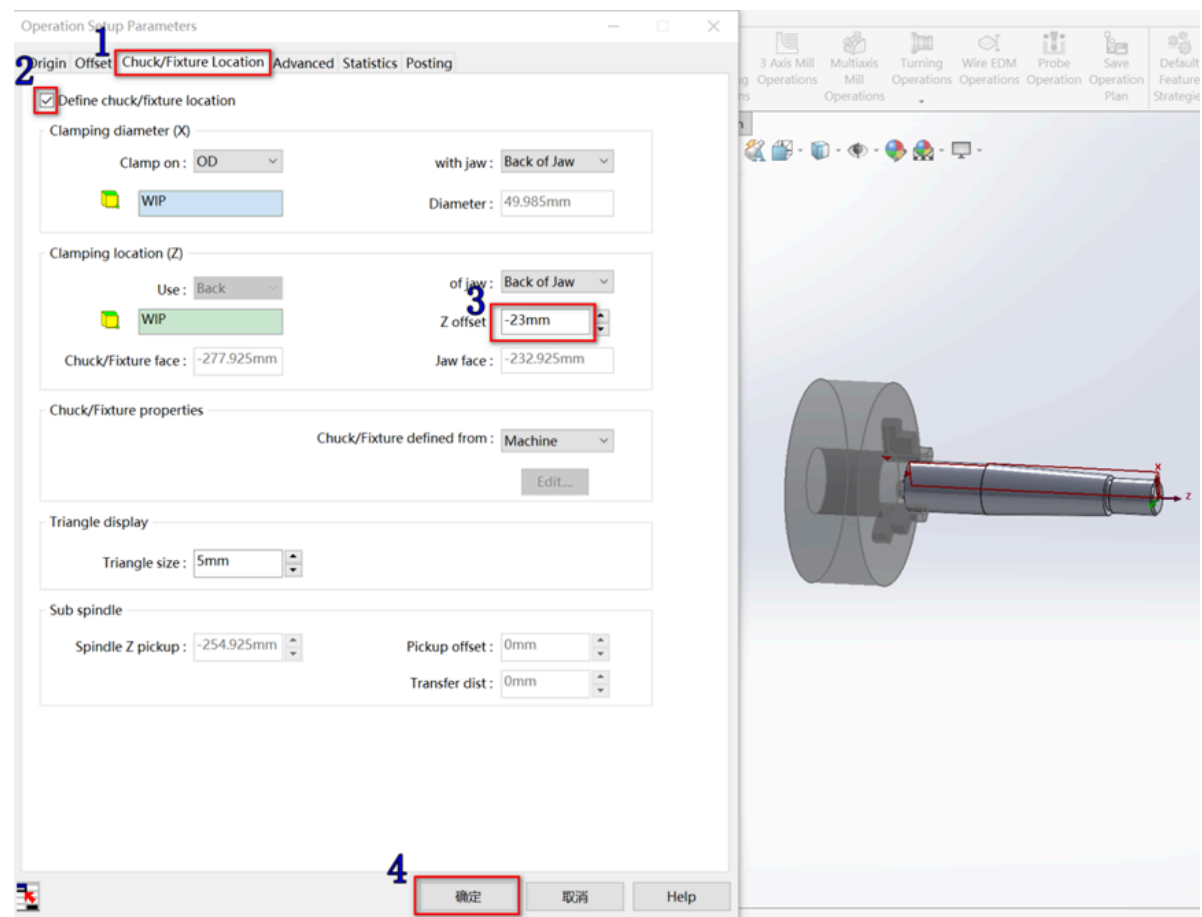 Operation Setup Parameters
1
2
Origin Offset Chuck/Fixture Location Advanced Statistics Posting
Define chuck/fixture location
Clamping diameter (X)
Clamp on : OD with jaw : Back of Jaw
WIP Diameter : 49.985mm
Clamping location (Z)
Use : Back of jaw : Back of Jaw
3
WIP Z offset -23mm
Chuck/Fixture face : -277.925mm Jaw face : -232.925mm
Chuck/Fixture properties
Chuck/Fixture defined from : Machine
Edit...
Triangle display
Triangle size : 5mm
Sub spindle
Spindle Z pickup : -254.925mm Pickup offset : 0mm
Transfer dist : 0mm
4
确定 取消 Help
3 Axis Mill Multiaxis Turning Wire EDM Probe Save Default
Operations Mill Operations Operations Operation Operation Feature
Operations Plan
X
Z